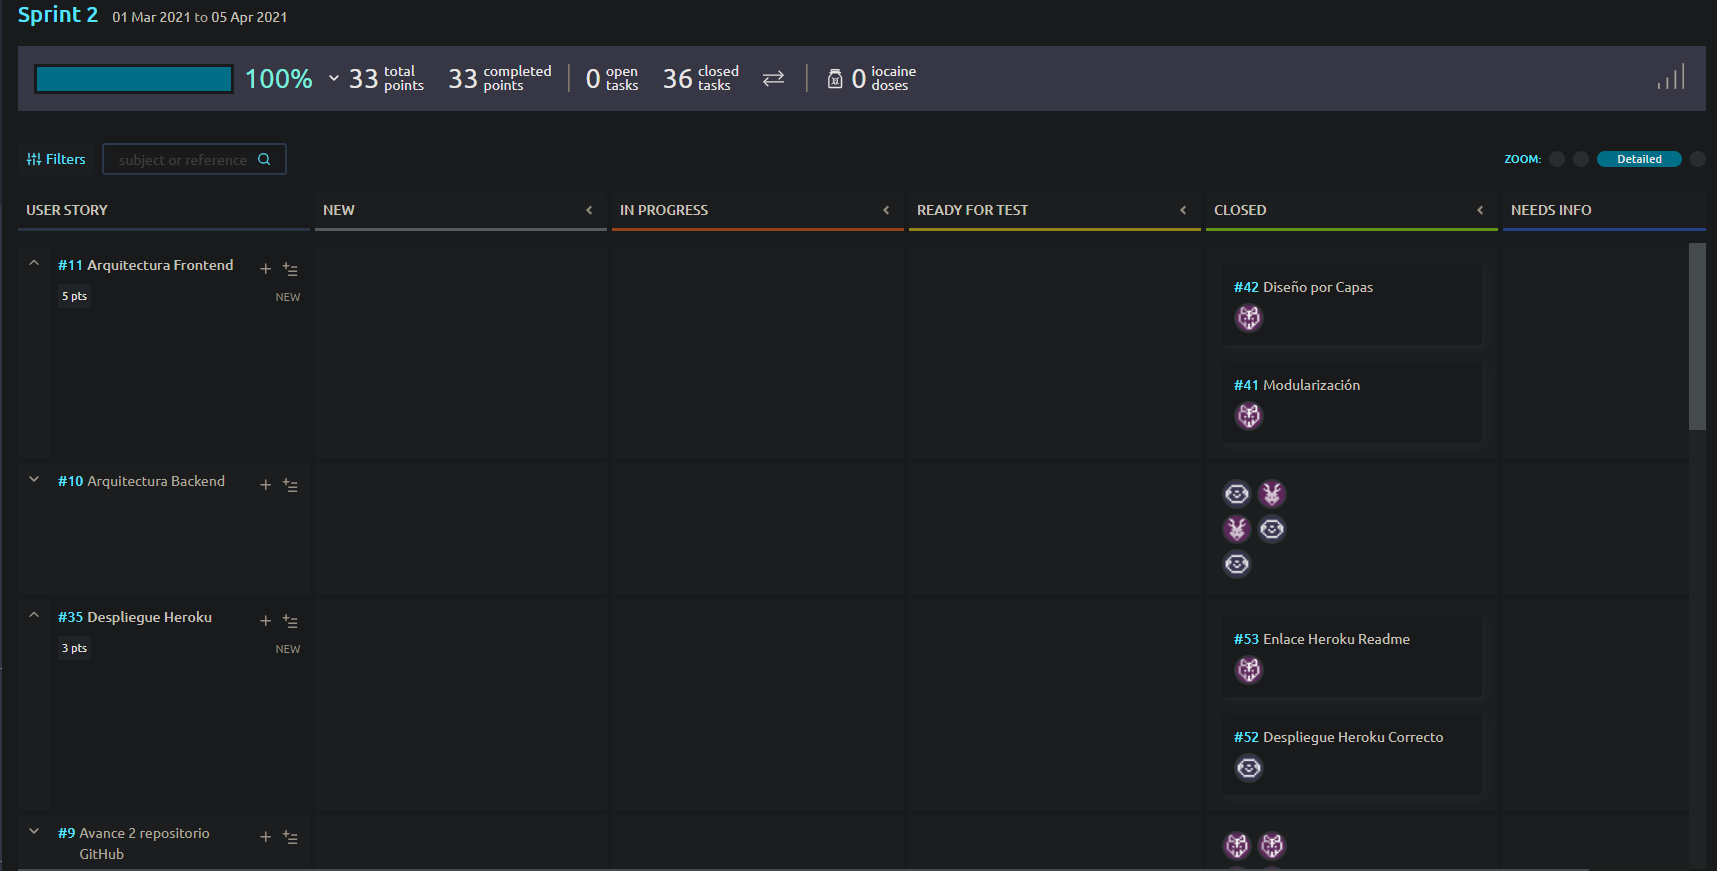 Sprint 2 01 Mar 2021 to 05 Apr 2021
100% 33 total points 33 completed points 0 open tasks 36 closed tasks 0 iocaine doses
Filters subject or reference ZOOM: Detailed
USER STORY NEW IN PROGRESS READY FOR TEST CLOSED NEEDS INFO
#11 Arquitectura Frontend
5 pts NEW
#42 Diseño por Capas
#41 Modularización
#10 Arquitectura Backend
#35 Despliegue Heroku
3 pts NEW
#53 Enlace Heroku Readme
#52 Despliegue Heroku Correcto
#9 Avance 2 repositorio
GitHub